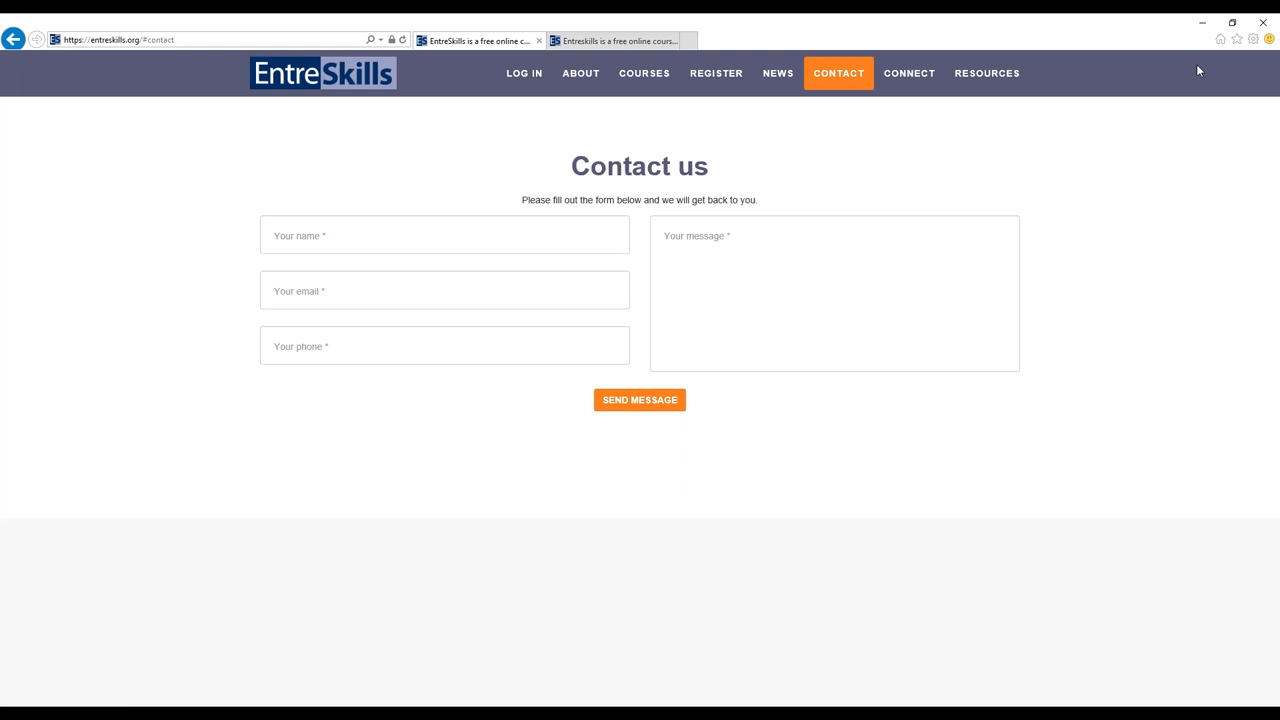 https://entreskills.org/#contact
EntreSkills is a free online c...
Entreskills is a free online cours...
EntreSkills
LOG IN
ABOUT
COURSES
REGISTER
NEWS
CONTACT
CONNECT
RESOURCES
Contact us
Please fill out the form below and we will get back to you.
Your name *
Your message *
Your email *
Your phone *
SEND MESSAGE